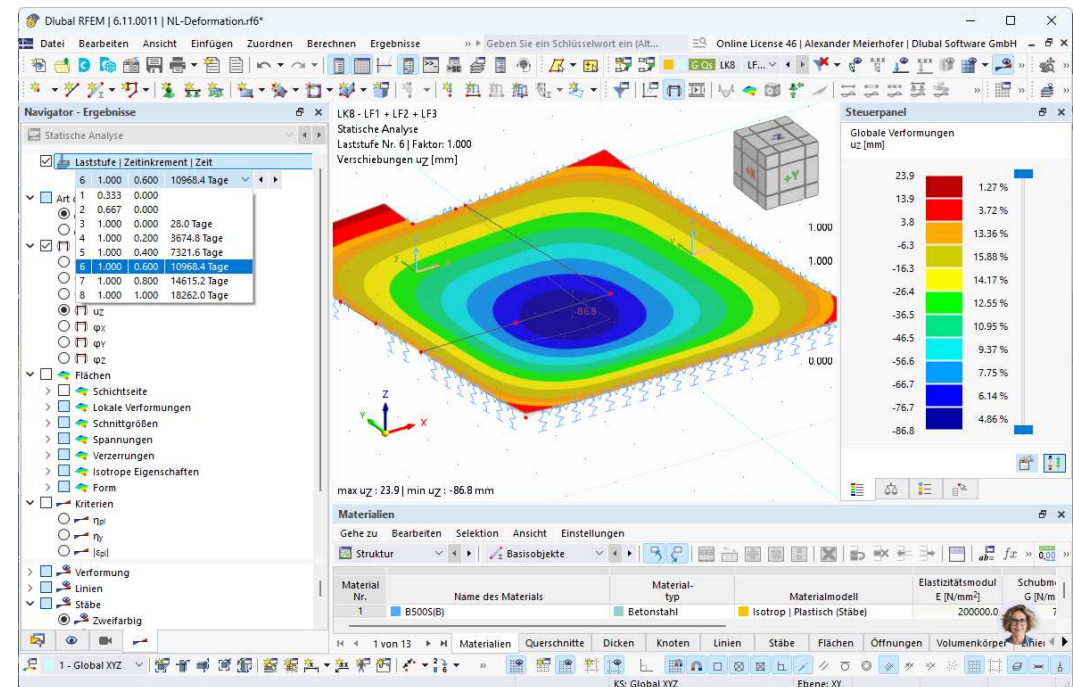 Dlubal RFEM | 6.11.0011 | NL-Deformation.rf6*
Datei Bearbeiten Ansicht Einfügen Zuordnen Berechnen Ergebnisse Geben Sie ein Schlüsselwort ein (Alt... Online License 46 | Alexander Meierhofer | Dlubal Software GmbH
G Qs LK8 LF...
Navigator - Ergebnisse
Statische Analyse
Laststufe | Zeitinkrement | Zeit
6 1.000 0.600 10968.4 Tage
1 0.333 0.000
2 0.667 0.000
3 1.000 0.000 28.0 Tage
4 1.000 0.200 3674.8 Tage
5 1.000 0.400 7321.6 Tage
6 1.000 0.600 10968.4 Tage
7 1.000 0.800 14615.2 Tage
8 1.000 1.000 18262.0 Tage
uZ
φX
φY
φZ
Flächen
Schichtseite
Lokale Verformungen
Schnittgrößen
Spannungen
Verzerrungen
Isotrope Eigenschaften
Form
Kriterien
ηpl
ηy
|εpl|
Verformung
Linien
Stäbe
Zweifarbig
LK8 - LF1 + LF2 + LF3
Statische Analyse
Laststufe Nr. 6 | Faktor: 1.000
Verschiebungen uZ [mm]
1.000
1.000
0.000
-86.8
+X
+Y
Z
Y
X
max uZ : 23.9 | min uZ : -86.8 mm
Steuerpanel
Globale Verformungen
uZ [mm]
23.9
1.27 %
13.9
3.72 %
3.8
13.36 %
-6.3
15.88 %
-16.3
14.17 %
-26.4
12.55 %
-36.5
10.95 %
-46.5
9.37 %
-56.6
7.75 %
-66.7
6.14 %
-76.7
4.86 %
-86.8
Materialien
Gehe zu Bearbeiten Selektion Ansicht Einstellungen
Struktur Basisobjekte
Material Nr. Name des Materials Material-typ Materialmodell Elastizitätsmodul E [N/mm²] Schubm G [N/m
1 B500S(B) Betonstahl Isotrop | Plastisch (Stäbe) 200000.0
1 von 13 Materialien Querschnitte Dicken Knoten Linien Stäbe Flächen Öffnungen Volumenkörper
1 - Global XYZ
KS: Global XYZ Ebene: XY